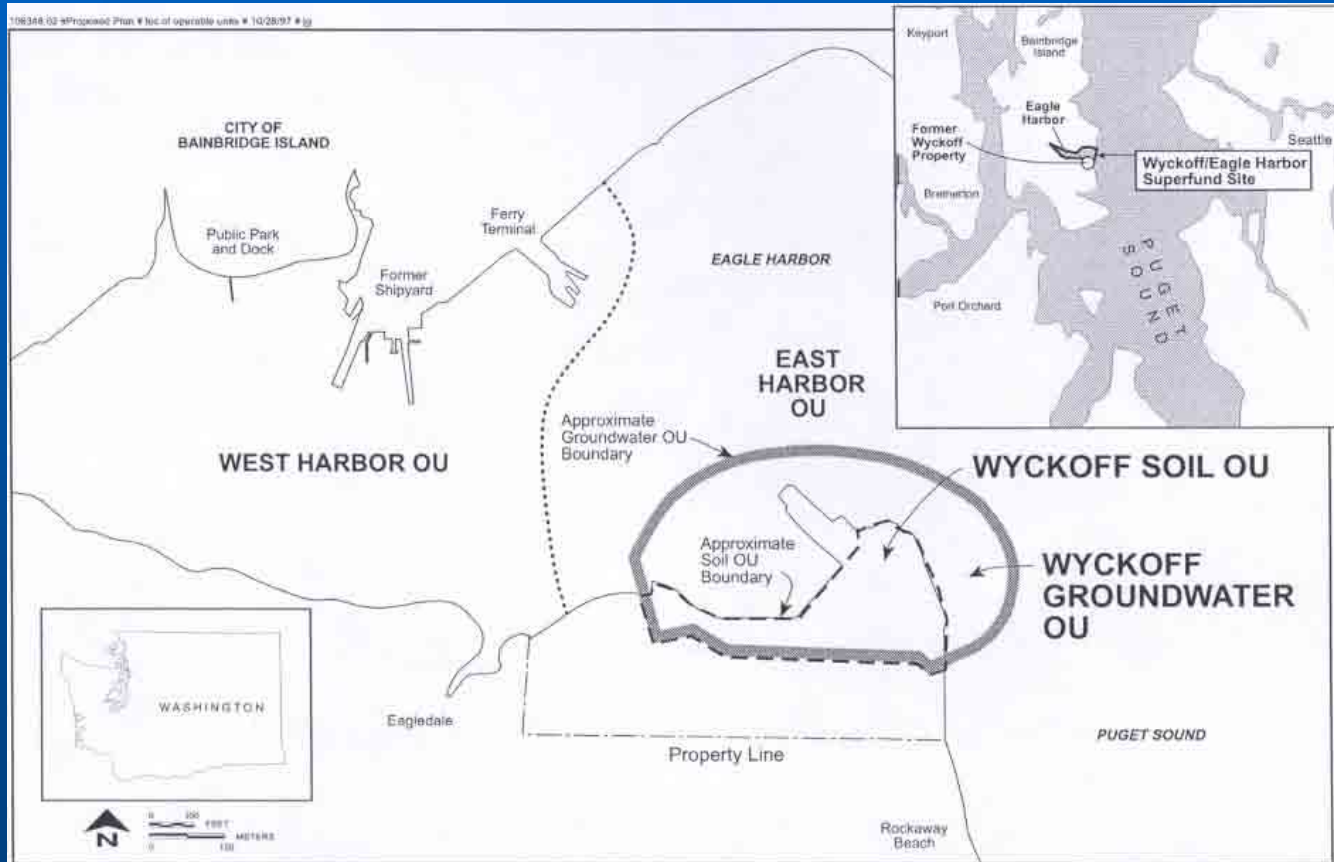 CITY OF
BAINBRIDGE ISLAND
Public Park
and Dock
Former
Shipyard
Ferry
Terminal
EAGLE HARBOR
EAST
HARBOR
OU
WEST HARBOR OU
Approximate
Groundwater OU
Boundary
WYCKOFF SOIL OU
Approximate
Soil OU
Boundary
WYCKOFF
GROUNDWATER
OU
Eagledale
Property Line
PUGET SOUND
Rockaway
Beach
Keyport
Bainbridge
Island
Eagle
Harbor
Former
Wyckoff
Property
Seattle
Wyckoff/Eagle Harbor
Superfund Site
Bremerton
Port Orchard
PUGET
SOUND
WASHINGTON
N
FEET
METERS
0